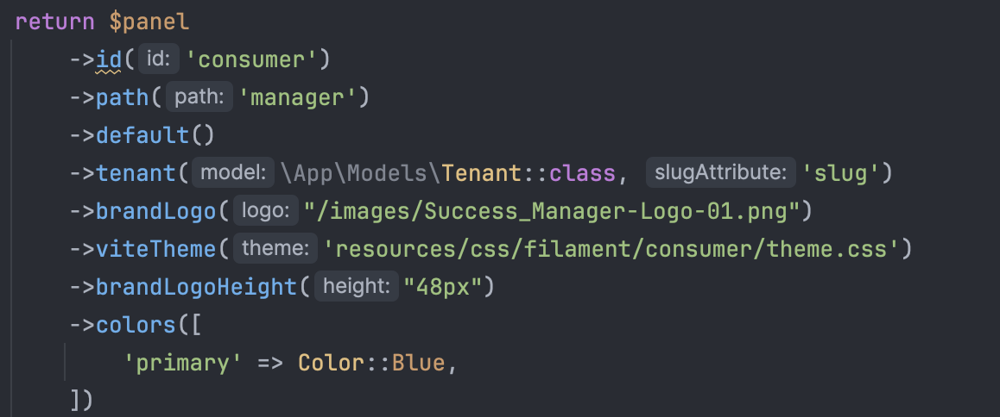 return $panel
->id( id: 'consumer')
->path( path: 'manager')
->default()
->tenant( model: \App\Models\Tenant::class, slugAttribute: 'slug')
->brandLogo( logo: "/images/Success_Manager-Logo-01.png")
->viteTheme( theme: 'resources/css/filament/consumer/theme.css')
->brandLogoHeight( height: "48px")
->colors([
'primary' => Color::Blue,
])